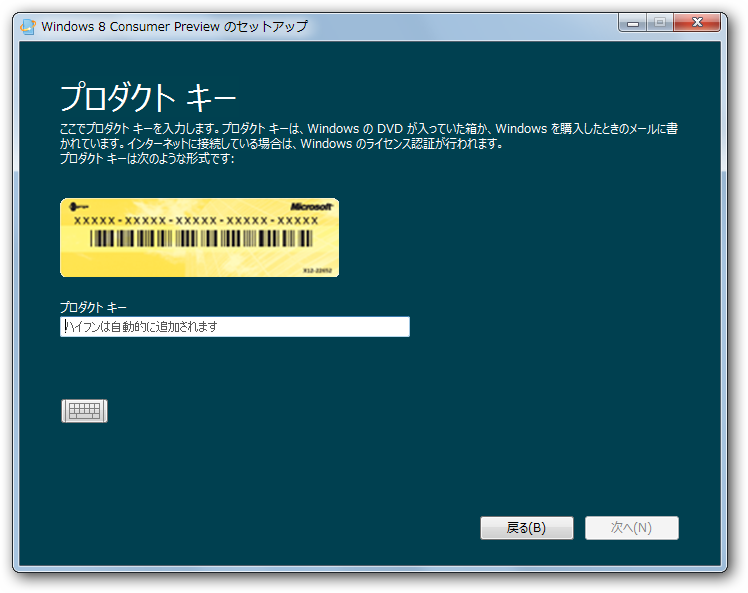 Windows 8 Consumer Preview のセットアップ
プロダクト キー
ここでプロダクト キーを入力します。プロダクト キーは、Windows の DVD が入っていた箱か、Windows を購入したときのメールに書
かれています。インターネットに接続している場合は、Windows のライセンス認証が行われます。
プロダクト キーは次のような形式です:
Microsoft
XXXXX-XXXXX-XXXXX-XXXXX-XXXXX
X12-22652
プロダクト キー
ハイフンは自動的に追加されます
戻る(B)
次へ(N)